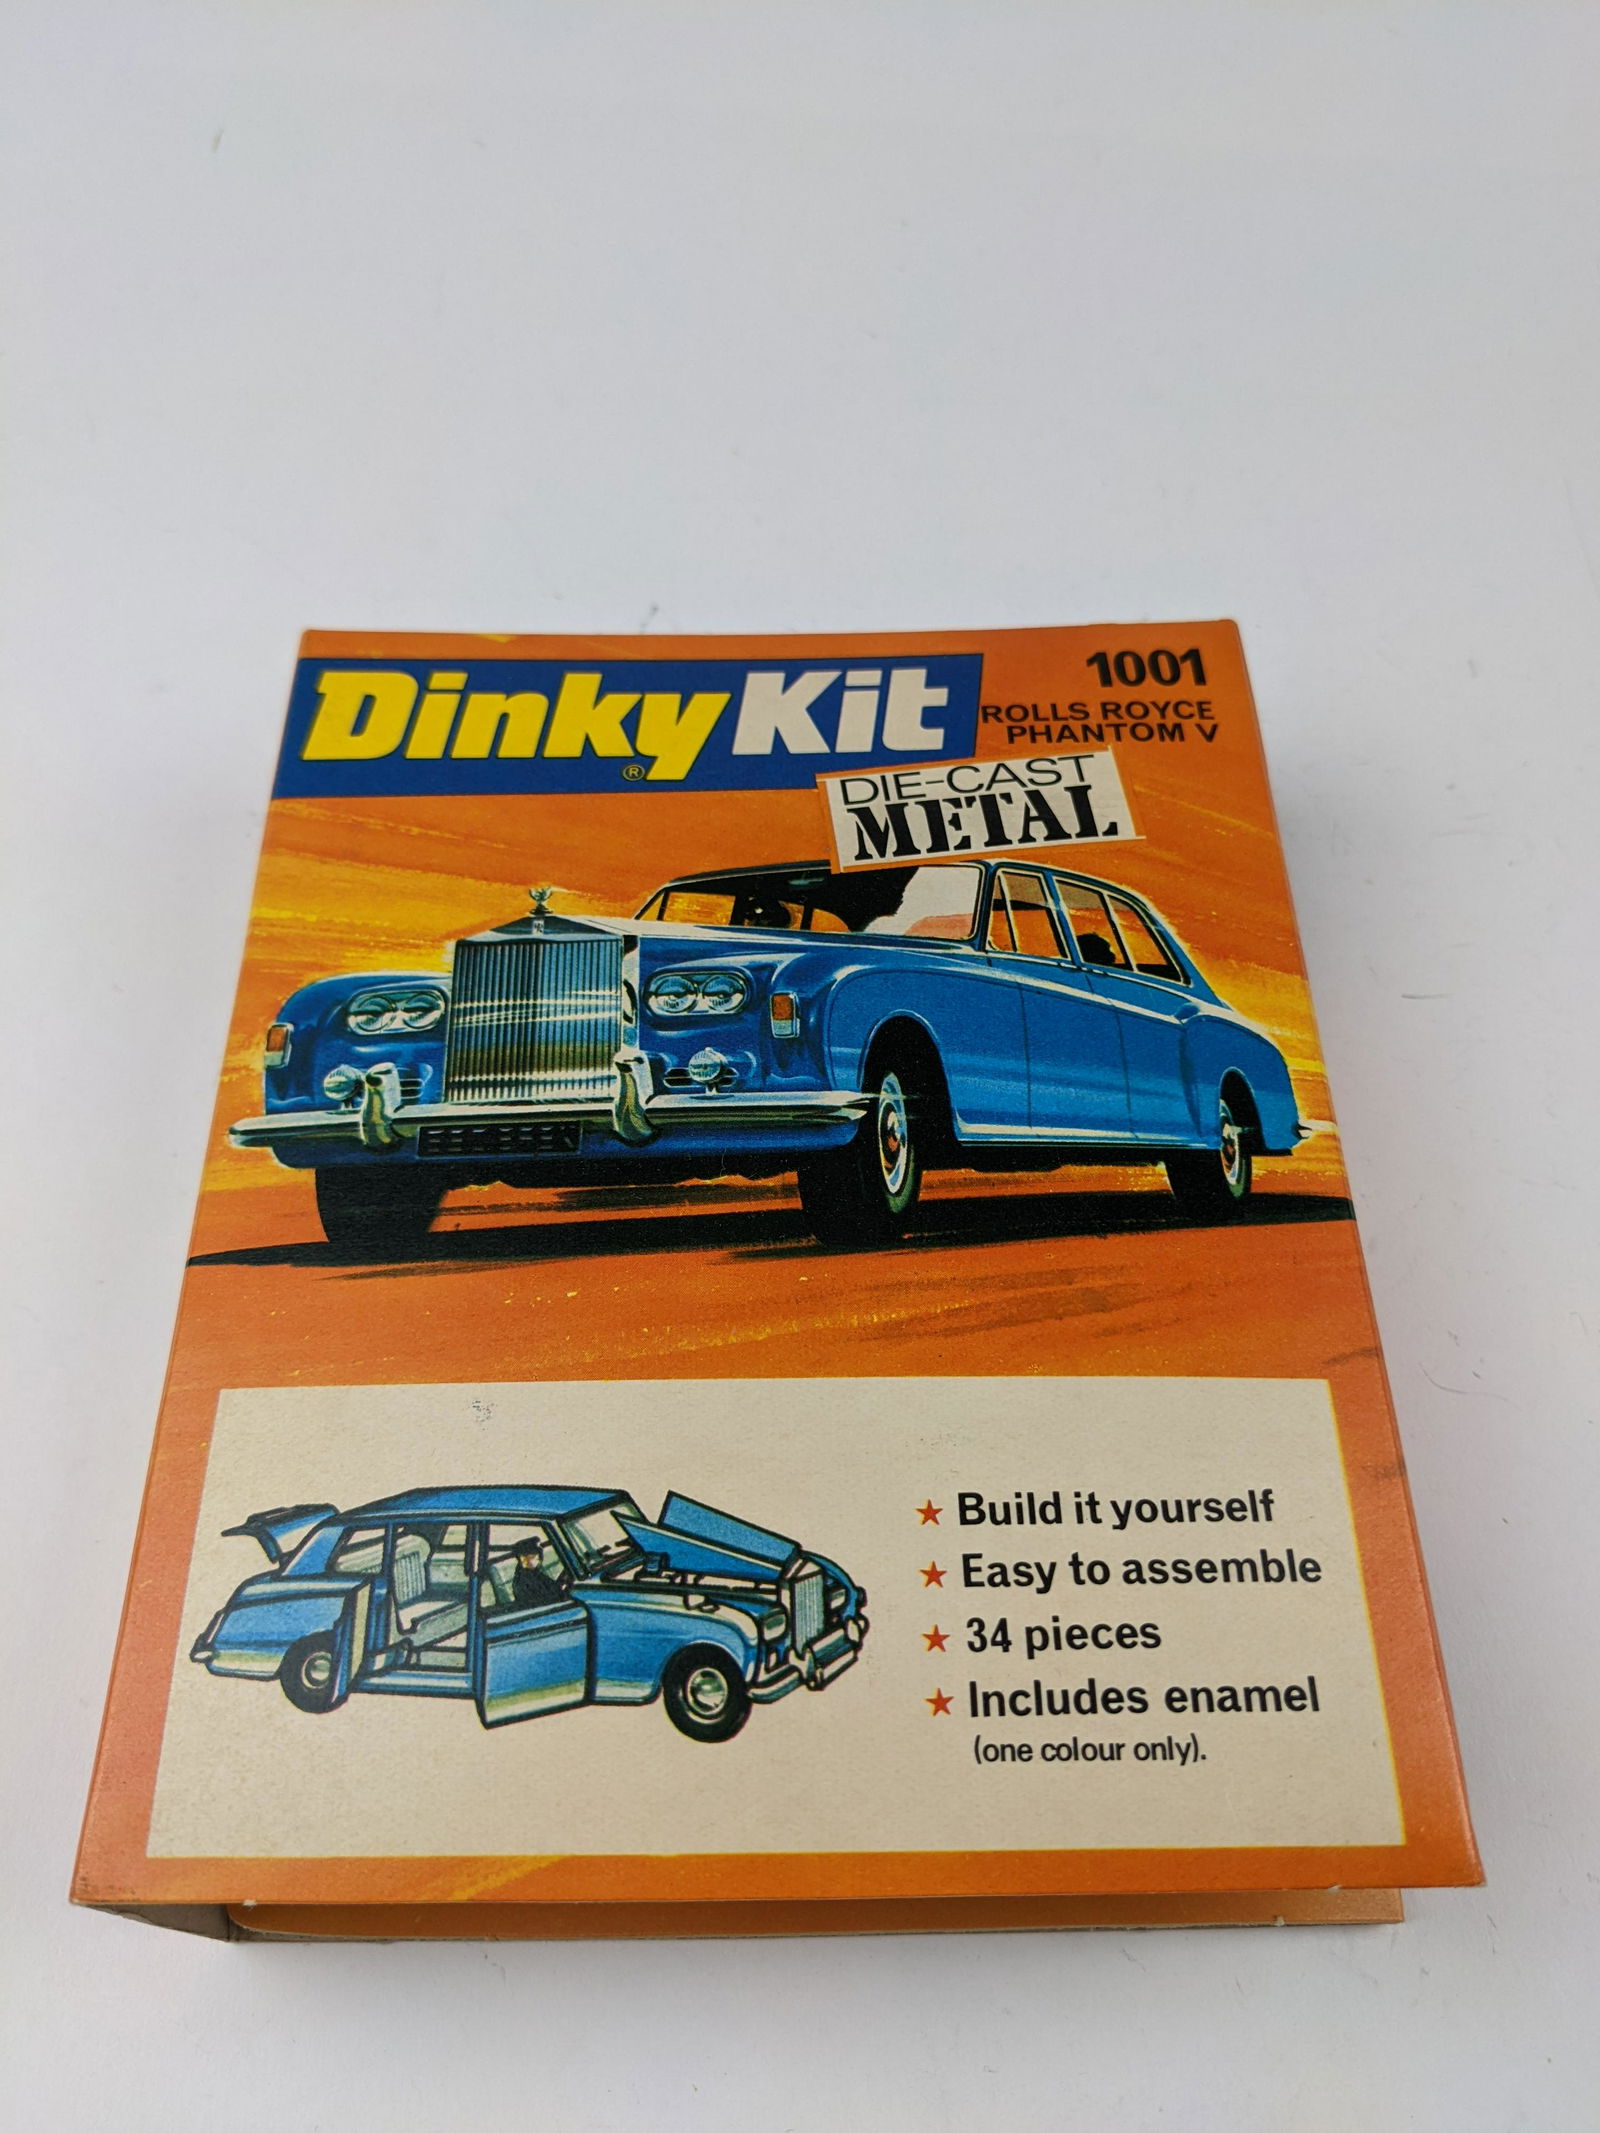 Dinky Kit
®
1001
ROLLS ROYCE
PHANTOM V
DIE-CAST
METAL
★ Build it yourself
★ Easy to assemble
★ 34 pieces
★ Includes enamel
(one colour only).